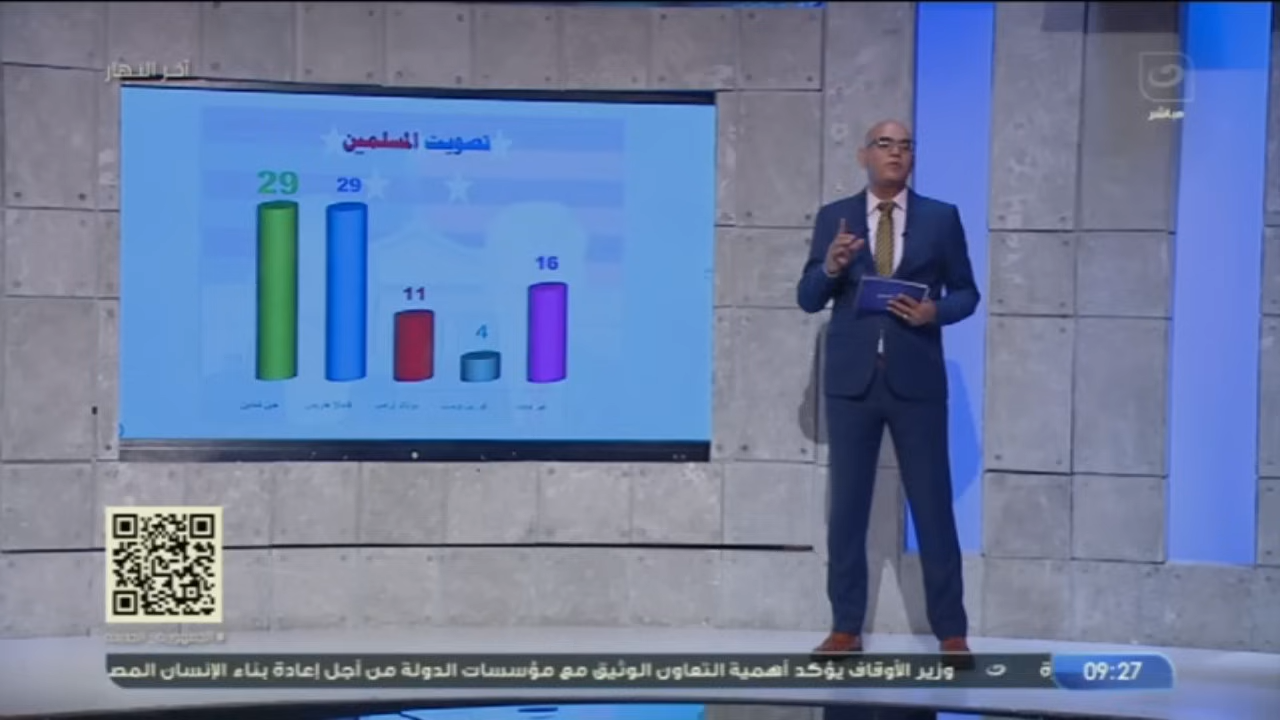 آخر النهار
مباشر
تصويت المسلمين
29
29
11
4
16
09:27
ة
وزير الأوقاف يؤكد أهمية التعاون الوثيق مع مؤسسات الدولة من أجل إعادة بناء الإنسان المص